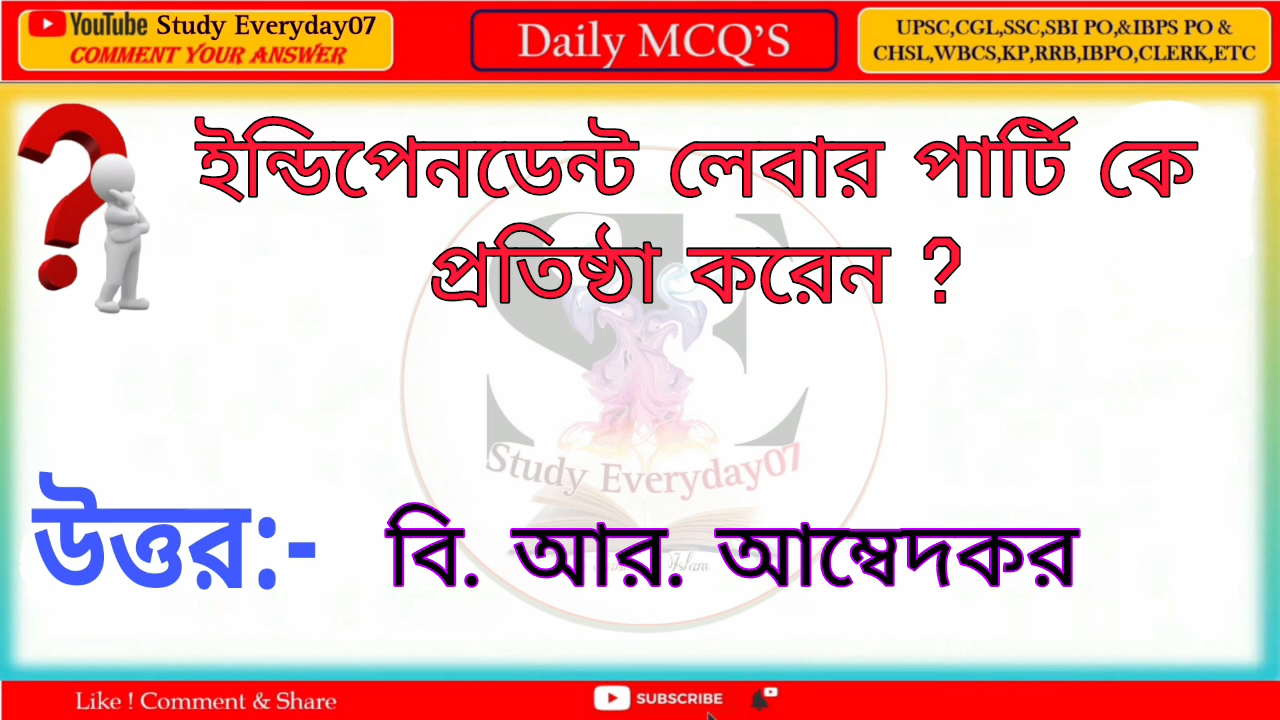 YouTube Study Everyday07
COMMENT YOUR ANSWER
Daily MCQ'S
UPSC,CGL,SSC,SBI PO,&IBPS PO &
CHSL,WBCS,KP,RRB,IBPO,CLERK,ETC
ইন্ডিপেনডেন্ট লেবার পার্টি কে
প্রতিষ্ঠা করেন ?
SE
Study Everyday07
উত্তর:- বি. আর. আম্বেদকর
Like ! Comment & Share
SUBSCRIBE